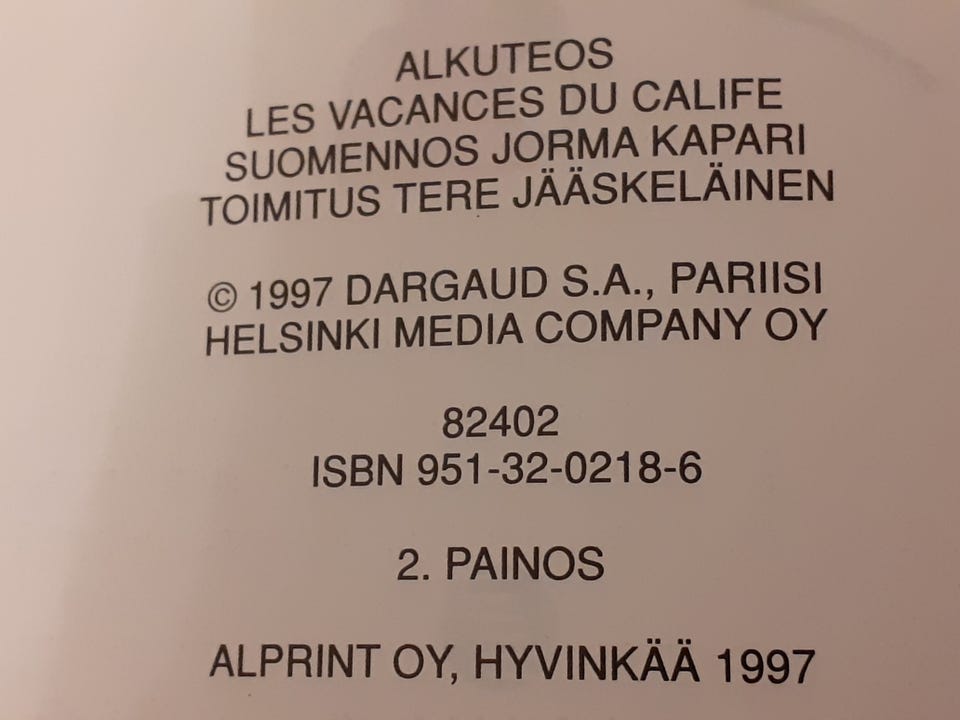 ALKUTEOS
LES VACANCES DU CALIFE
SUOMENNOS JORMA KAPARI
TOIMITUS TERE JÄÄSKELÄINEN
© 1997 DARGAUD S.A., PARIISI
HELSINKI MEDIA COMPANY OY
82402
ISBN 951-32-0218-6
2. PAINOS
ALPRINT OY, HYVINKÄÄ 1997